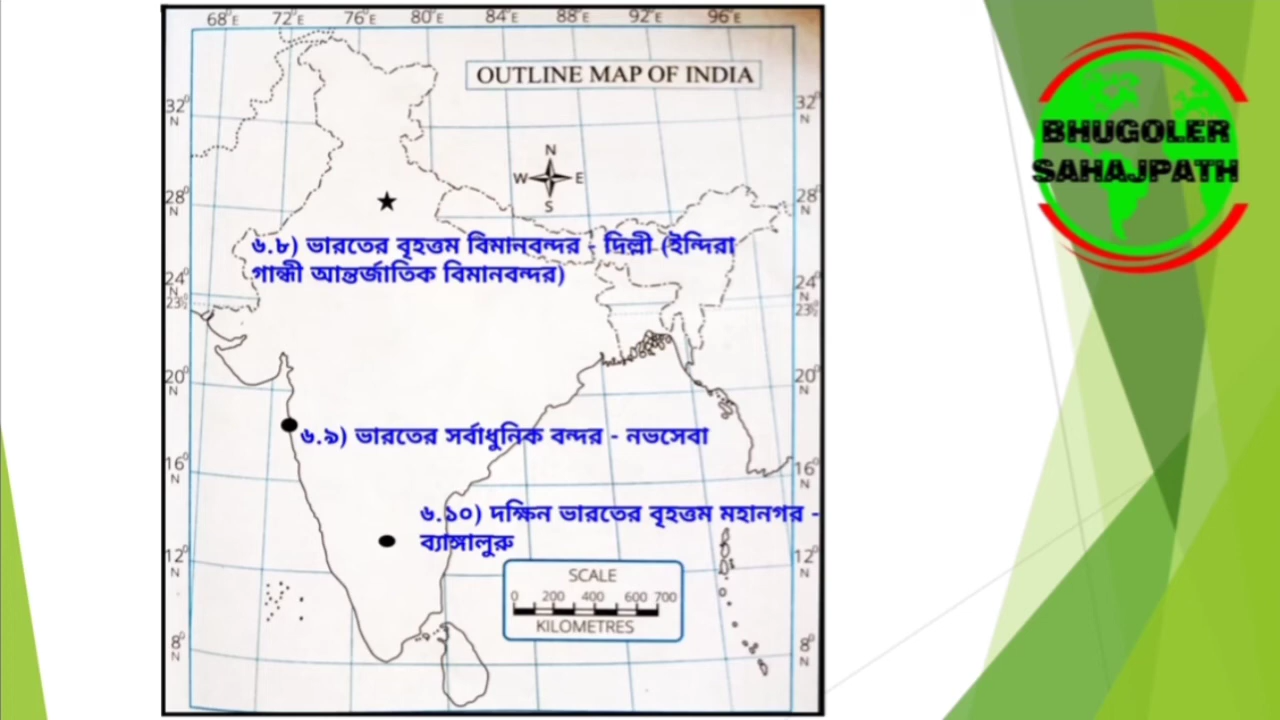 68°E 72°E 76°E 80°E 84°E 88°E 92°E 96°E
OUTLINE MAP OF INDIA
BHUGOLER
SAHAJPATH
32°N 32°N
N
W E
S
28°N 28°N
৬.৮) ভারতের বৃহত্তম বিমানবন্দর - দিল্লী (ইন্দিরা
গান্ধী আন্তর্জাতিক বিমানবন্দর)
24°N 24°N
23½ 23½
20°N 20°N
৬.৯) ভারতের সর্বাধুনিক বন্দর - নভসেবা
16°N 16°N
৬.১০) দক্ষিন ভারতের বৃহত্তম মহানগর -
ব্যাঙ্গালুরু
12°N 12°N
SCALE
0 200 400 600 700
KILOMETRES
8°N 8°N